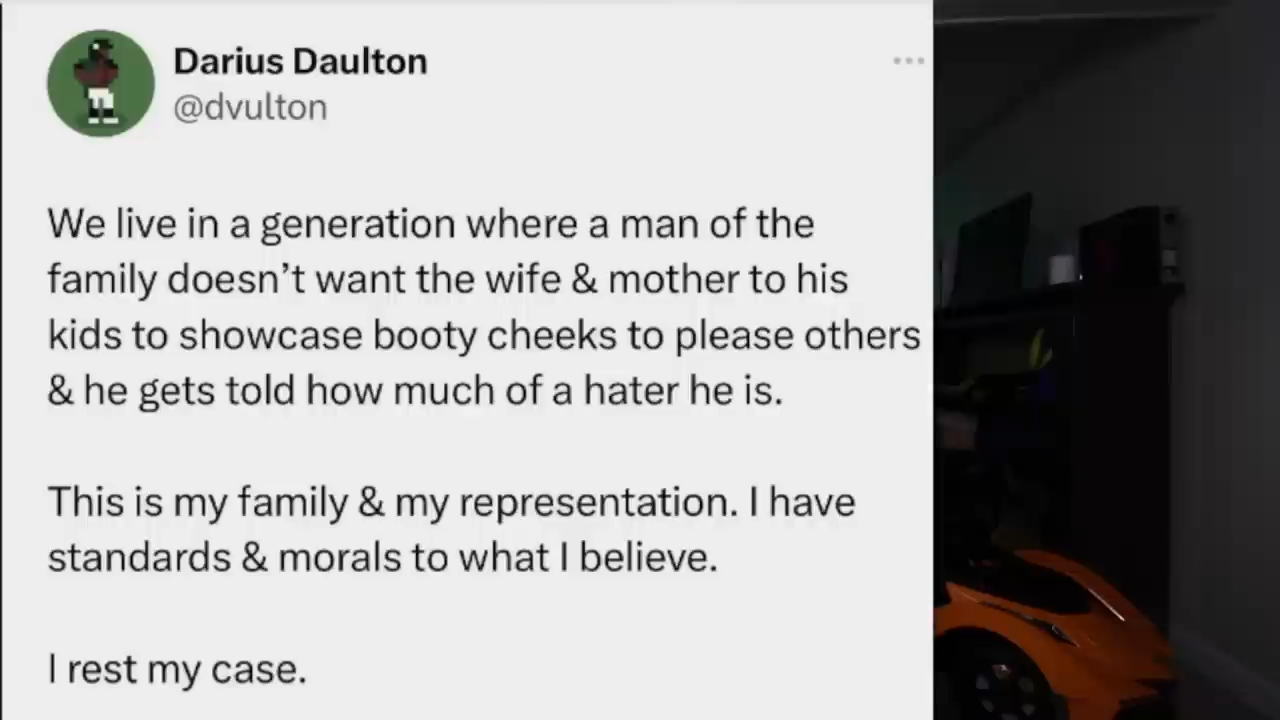 Darius Daulton
@dvulton
We live in a generation where a man of the
family doesn’t want the wife & mother to his
kids to showcase booty cheeks to please others
& he gets told how much of a hater he is.
This is my family & my representation. I have
standards & morals to what I believe.
I rest my case.